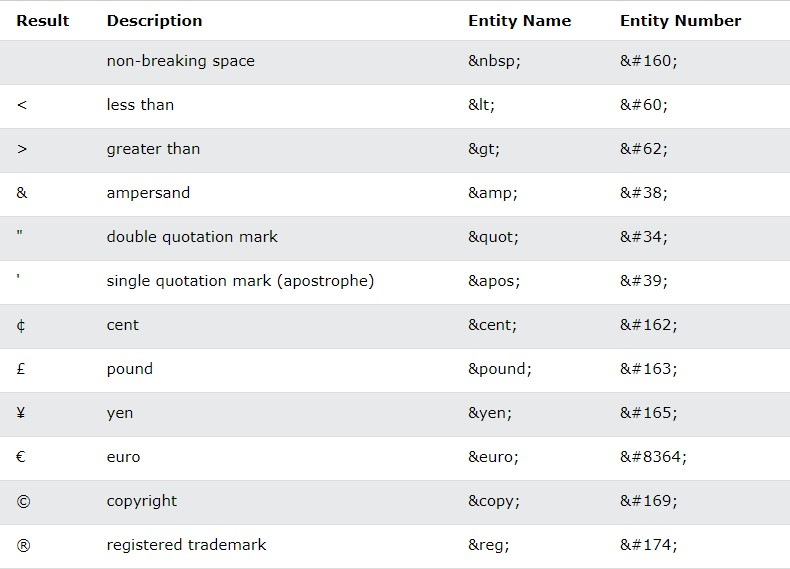 Result Description Entity Name Entity Number
non-breaking space &nbsp; &#160;
< less than &lt; &#60;
> greater than &gt; &#62;
& ampersand &amp; &#38;
" double quotation mark &quot; &#34;
' single quotation mark (apostrophe) &apos; &#39;
¢ cent &cent; &#162;
£ pound &pound; &#163;
¥ yen &yen; &#165;
€ euro &euro; &#8364;
© copyright &copy; &#169;
® registered trademark &reg; &#174;